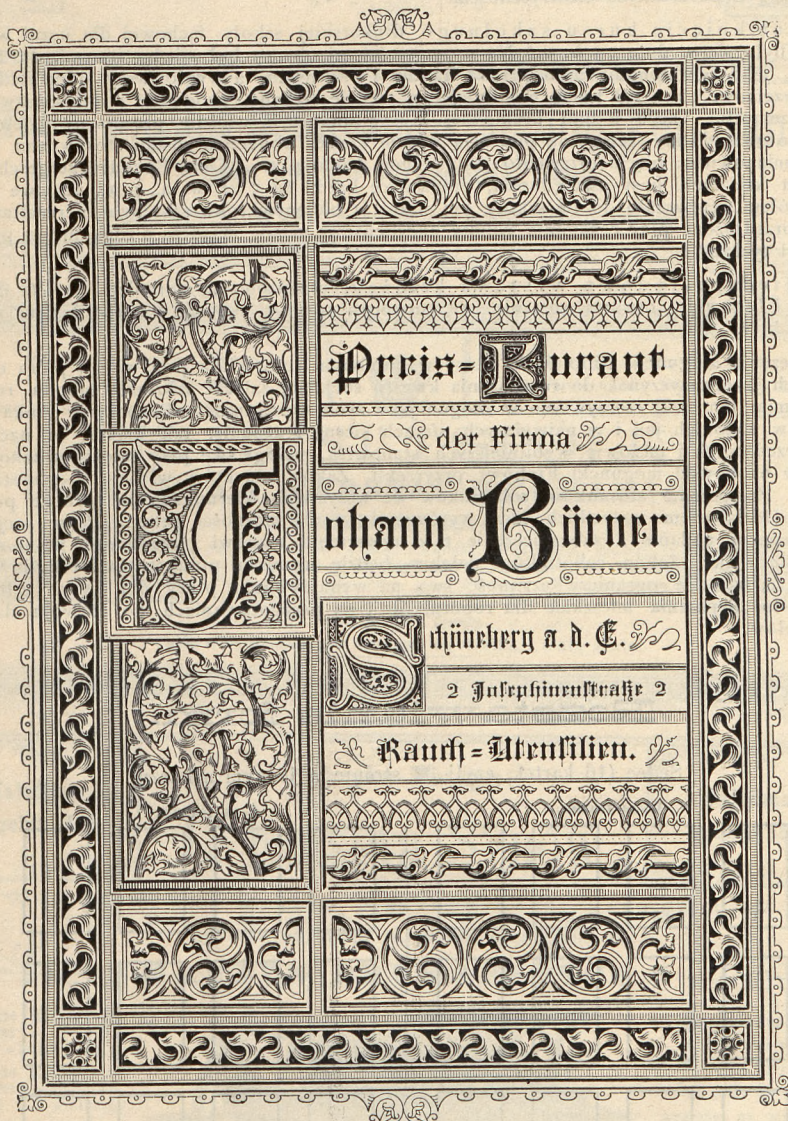 Preis-Kurant
der Firma
Johann Börner
Schöneberg a. d. E.
2 Josephinenstraße 2
Rauch-Utensilien.